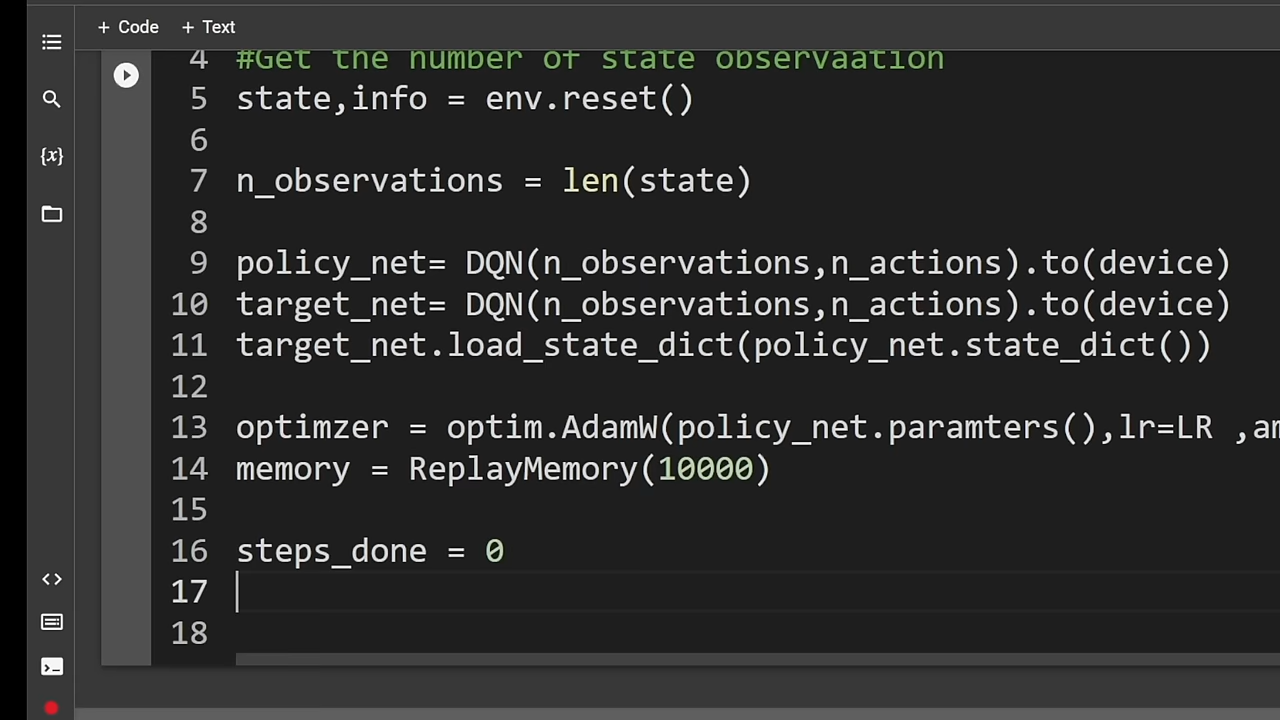 + Code + Text
4 #Get the number of state observaation
5 state,info = env.reset()
6
7 n_observations = len(state)
8
9 policy_net= DQN(n_observations,n_actions).to(device)
10 target_net= DQN(n_observations,n_actions).to(device)
11 target_net.load_state_dict(policy_net.state_dict())
12
13 optimzer = optim.AdamW(policy_net.paramters(),lr=LR ,am
14 memory = ReplayMemory(10000)
15
16 steps_done = 0
17
18
{x}
<>